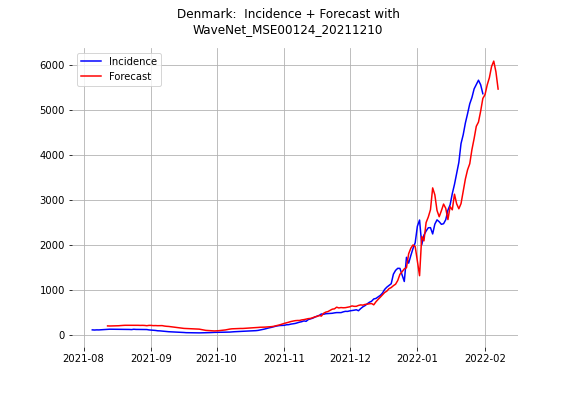 Denmark:  Incidence + Forecast with
WaveNet_MSE00124_20211210
Incidence
Forecast
6000
5000
4000
3000
2000
1000
0
2021-08 2021-09 2021-10 2021-11 2021-12 2022-01 2022-02